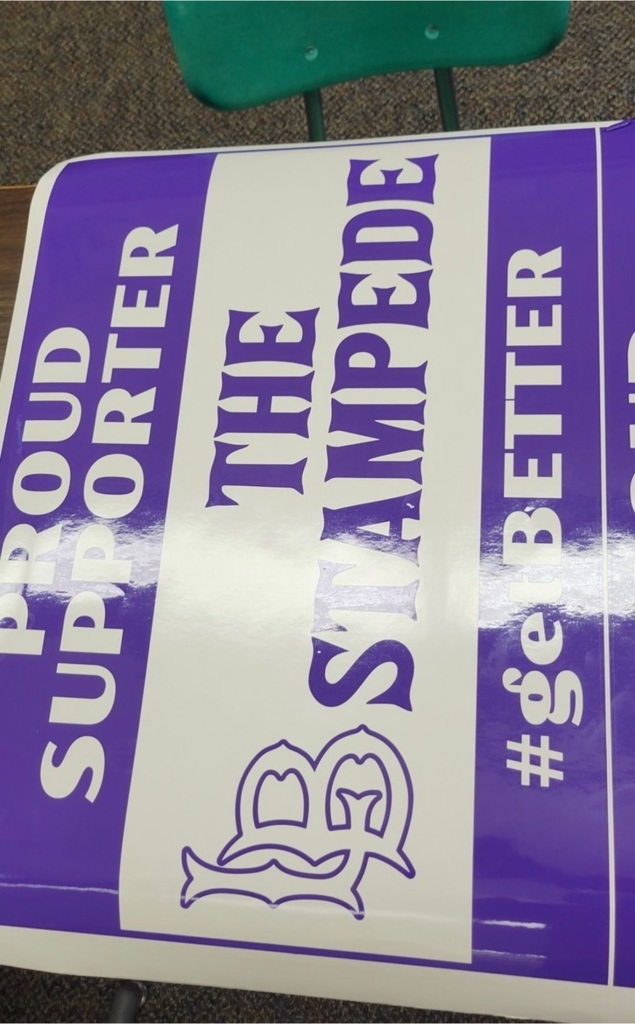 PROUD
SUPPORTER
THE
STAMPEDE
#getBETTER